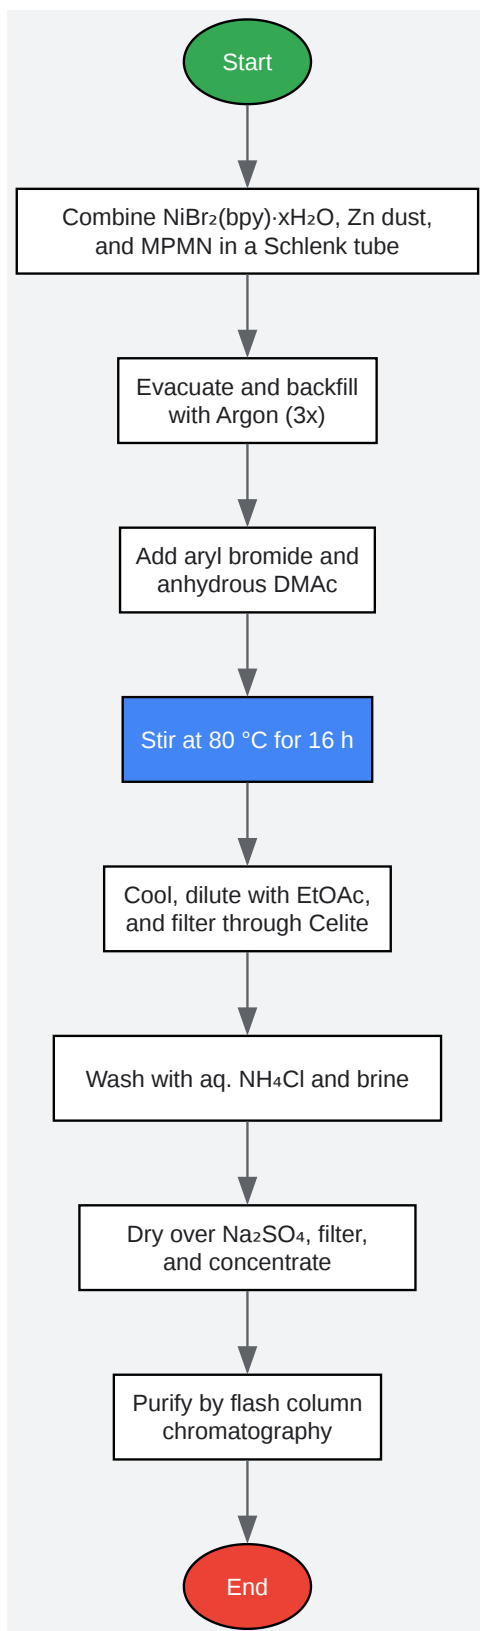 Start
Combine NiBr₂(bpy)·xH₂O, Zn dust,
and MPMN in a Schlenk tube
Evacuate and backfill
with Argon (3x)
Add aryl bromide and
anhydrous DMAc
Stir at 80 °C for 16 h
Cool, dilute with EtOAc,
and filter through Celite
Wash with aq. NH₄Cl and brine
Dry over Na₂SO₄, filter,
and concentrate
Purify by flash column
chromatography
End